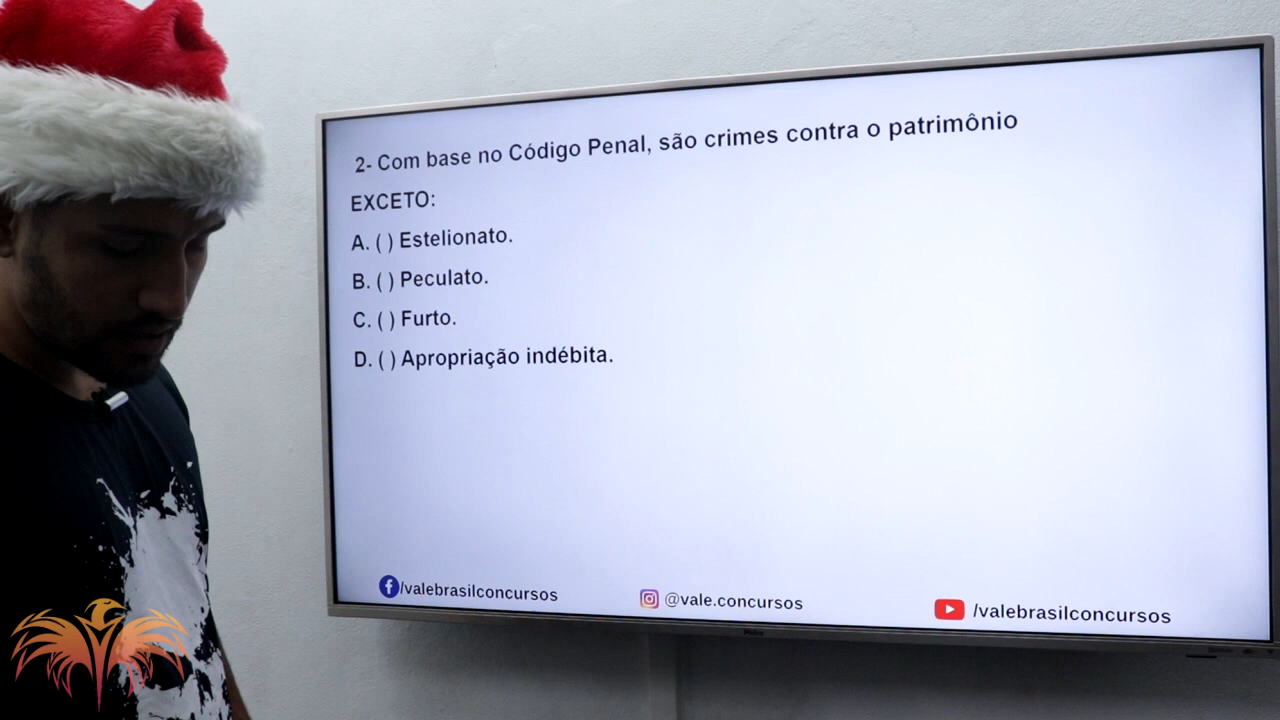 2- Com base no Código Penal, são crimes contra o patrimônio
EXCETO:
A. ( ) Estelionato.
B. ( ) Peculato.
C. ( ) Furto.
D. ( ) Apropriação indébita.
/valebrasilconcursos
@vale.concursos
/valebrasilconcursos
Philco